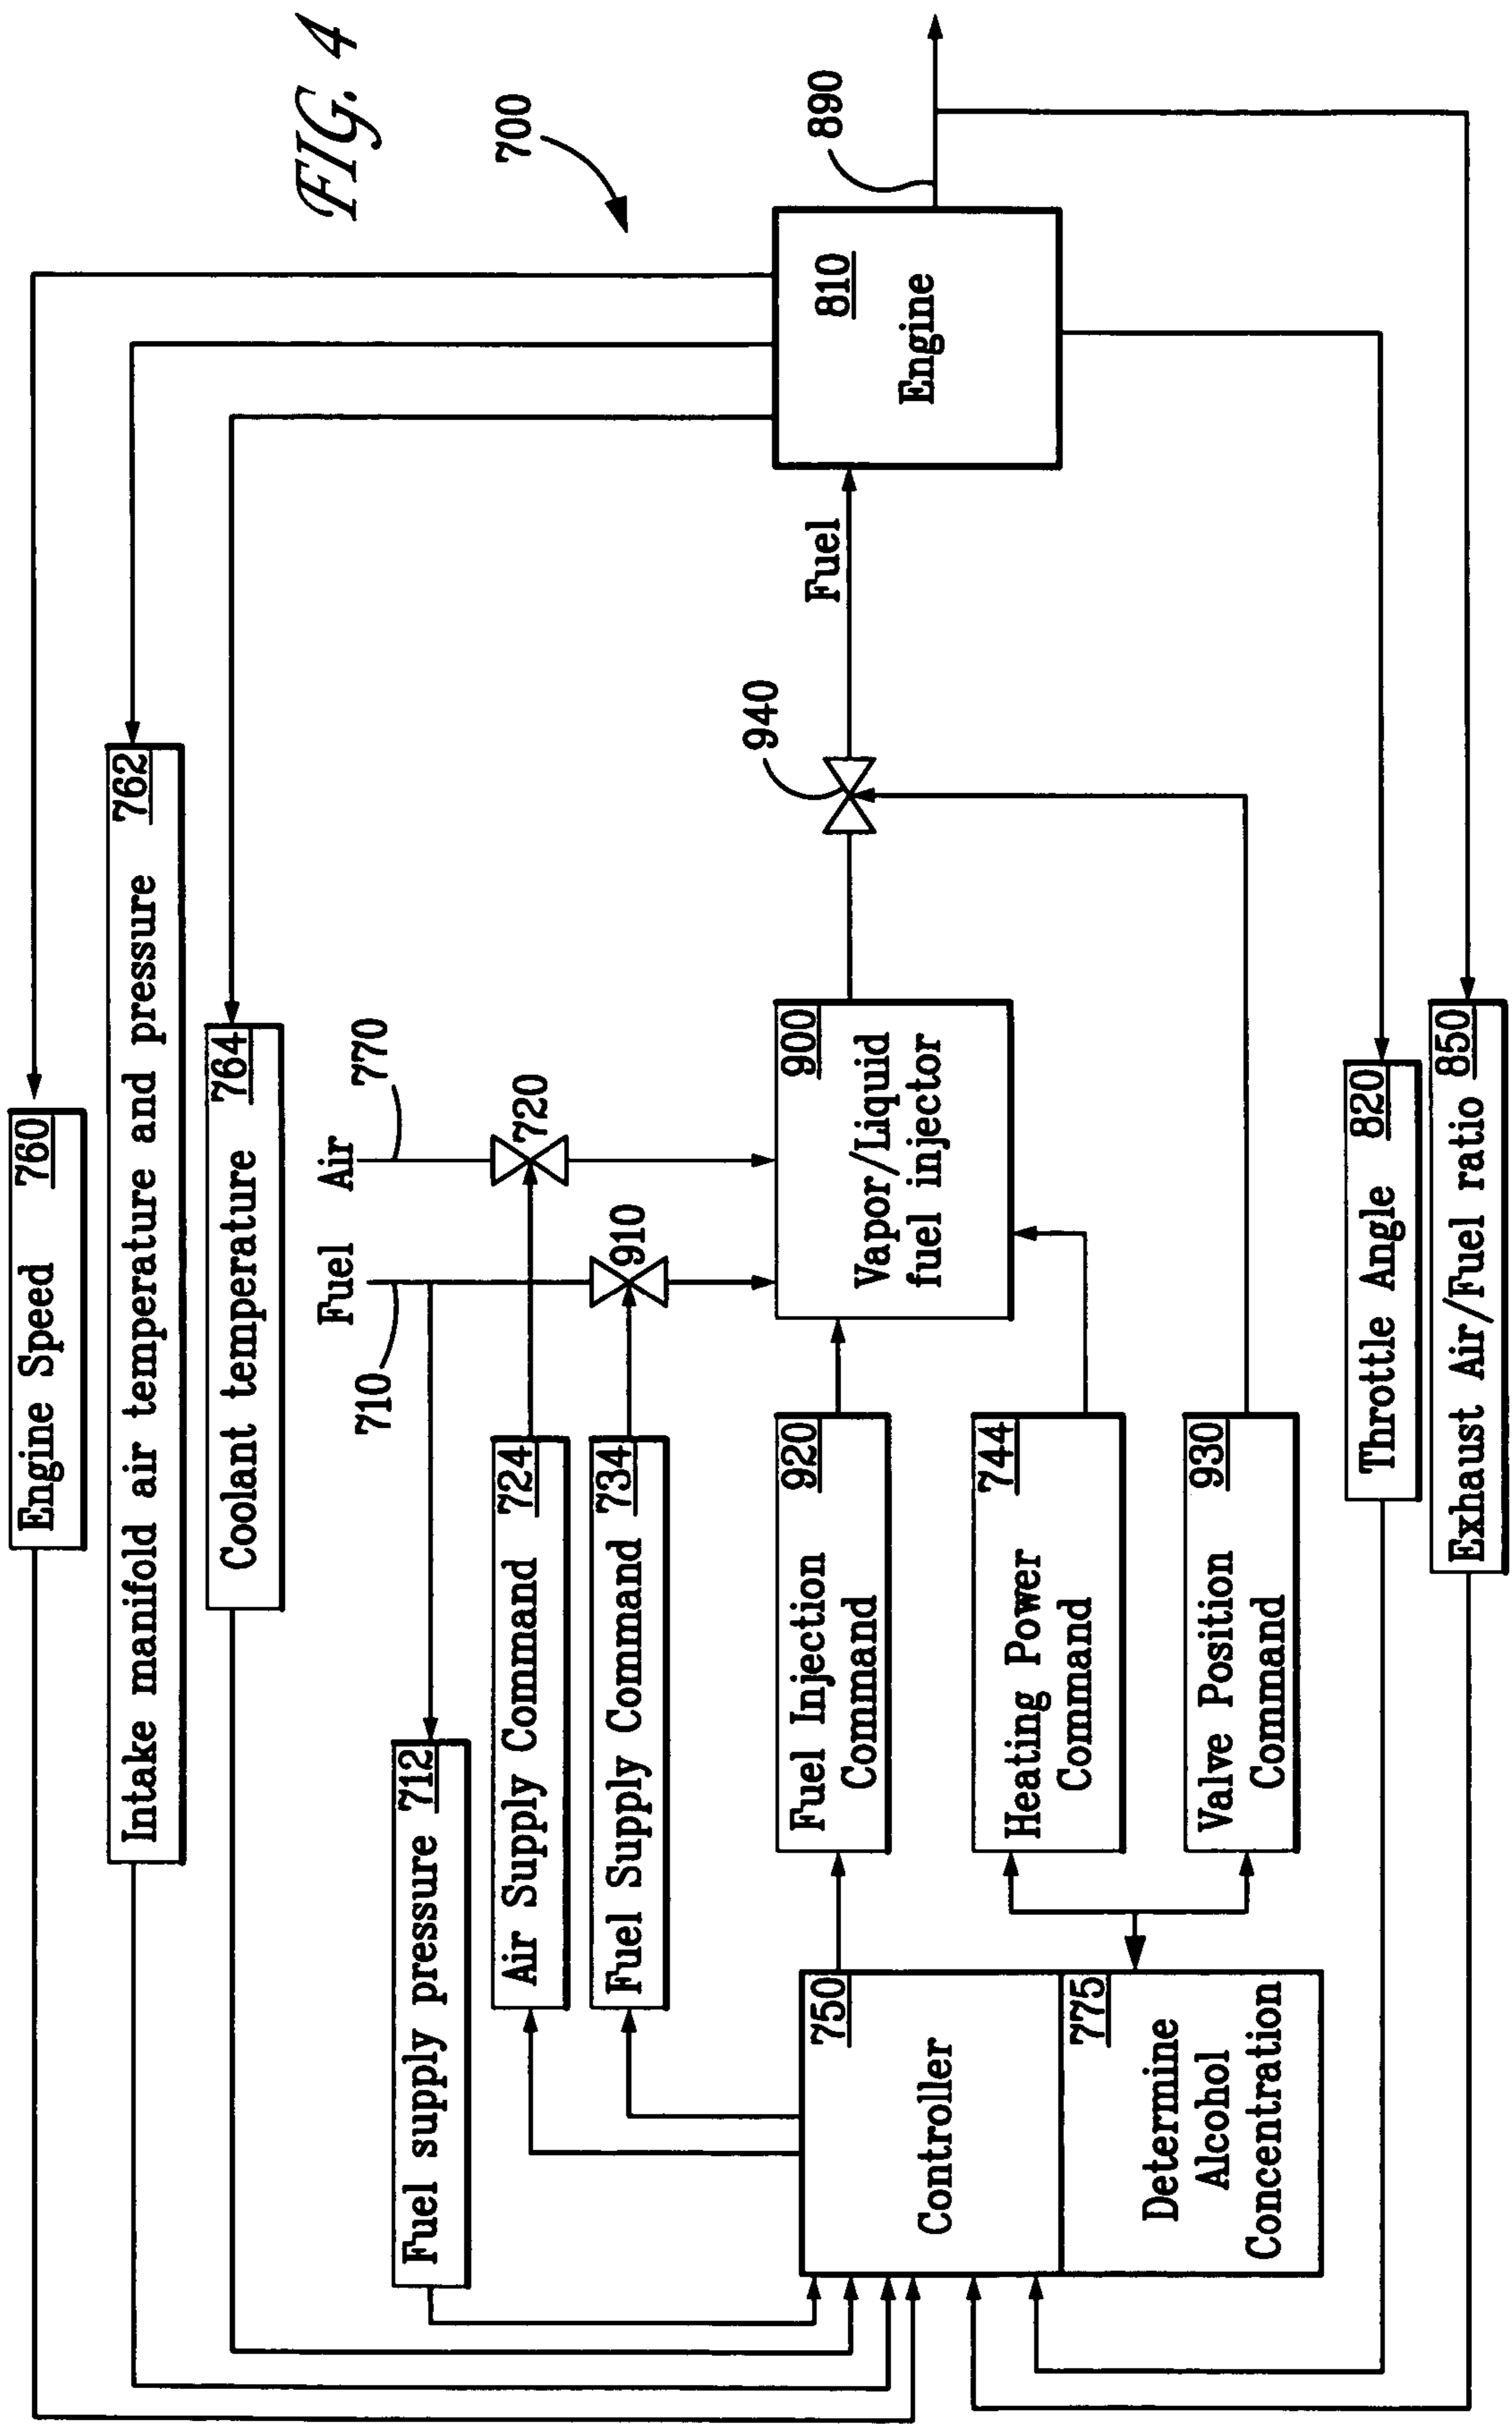 FIG. 4
700
Engine Speed 760
Intake manifold air temperature and pressure 762
Coolant temperature 764
Fuel supply pressure 712
710
Fuel
Air
770
Air Supply Command 724
720
Fuel Supply Command 734
910
Controller
750
Determine
Alcohol
Concentration
775
Fuel Injection
Command
920
Heating Power
Command
744
Valve Position
Command
930
Vapor/Liquid
fuel injector
900
940
Fuel
810
Engine
890
Throttle Angle 820
Exhaust Air/Fuel ratio 850